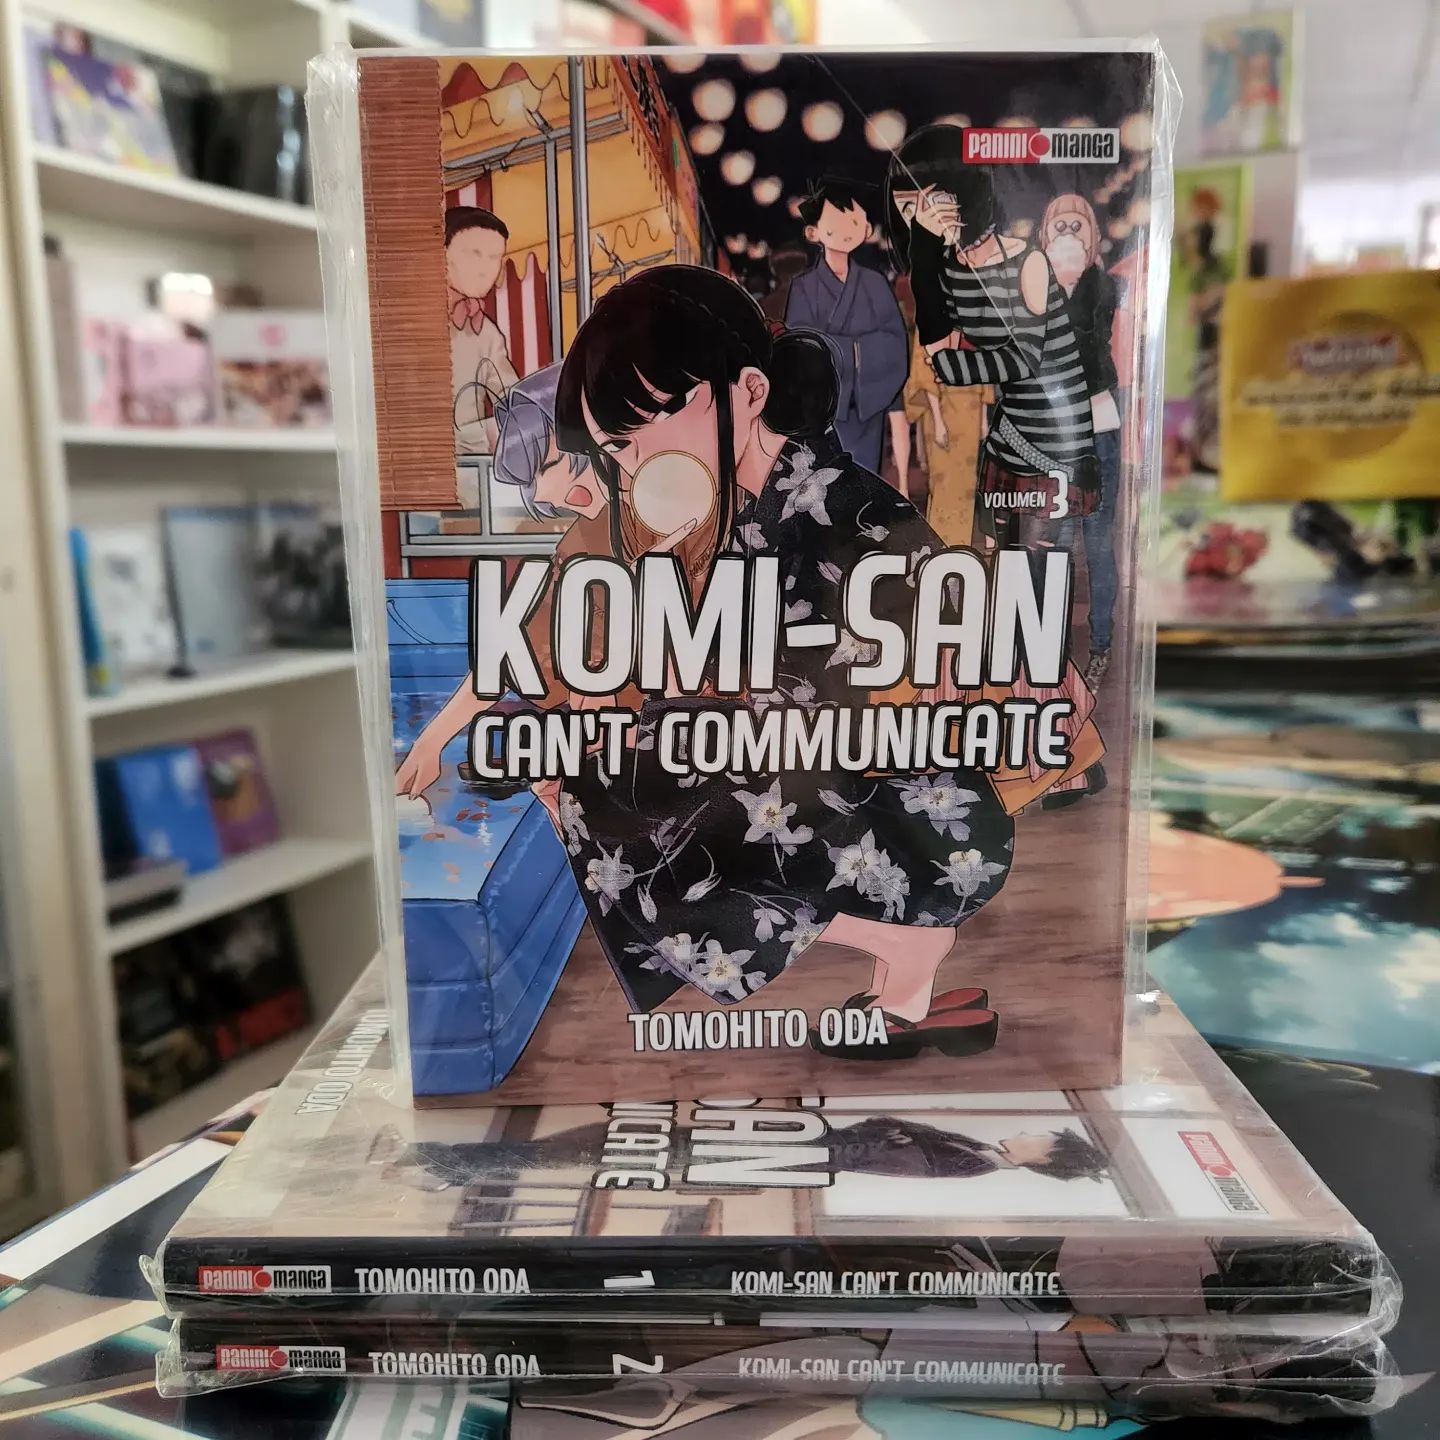 PANINI MANGA
VOLUMEN 3
KOMI-SAN
CAN'T COMMUNICATE
TOMOHITO ODA
TOMOHITO ODA
SAN
NICATE
PANINI MANGA
PANINI MANGA TOMOHITO ODA 1 KOMI-SAN CAN'T COMMUNICATE
PANINI MANGA TOMOHITO ODA 2 KOMI-SAN CAN'T COMMUNICATE